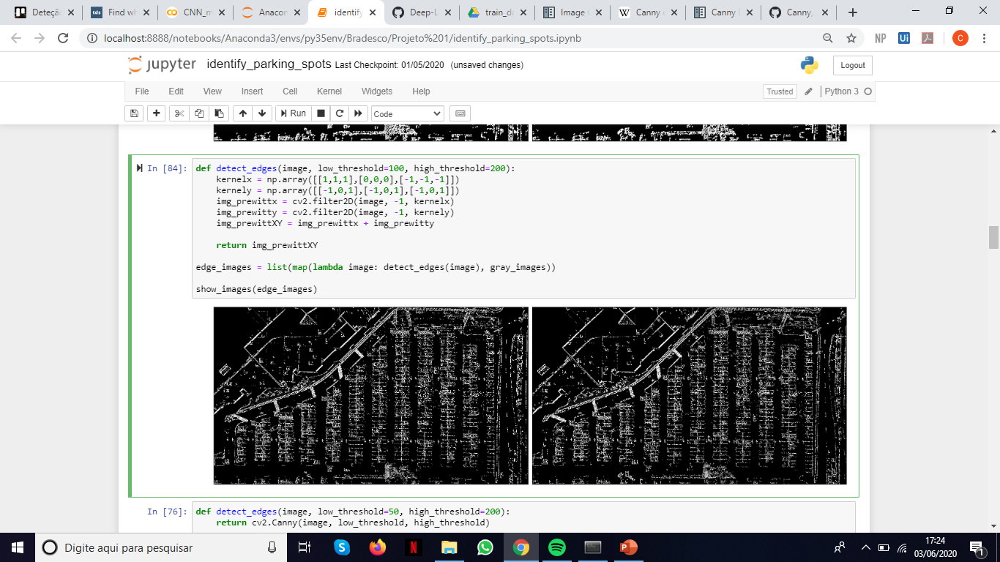 Deteçã
Find wh
CNN_m
Anacon
identify
Deep-L
train_da
Image G
Canny e
Canny
Canny,
localhost:8888/notebooks/Anaconda3/envs/py35env/Bradesco/Projeto%201/identify_parking_spots.ipynb
jupyter identify_parking_spots Last Checkpoint: 01/05/2020 (unsaved changes)
Logout
File Edit View Insert Cell Kernel Widgets Help
Trusted Python 3
Run Code
In [84]:
def detect_edges(image, low_threshold=100, high_threshold=200):
    kernelx = np.array([[1,1,1],[0,0,0],[-1,-1,-1]])
    kernely = np.array([[-1,0,1],[-1,0,1],[-1,0,1]])
    img_prewittx = cv2.filter2D(image, -1, kernelx)
    img_prewitty = cv2.filter2D(image, -1, kernely)
    img_prewittXY = img_prewittx + img_prewitty
    return img_prewittXY
edge_images = list(map(lambda image: detect_edges(image), gray_images))
show_images(edge_images)
In [76]:
def detect_edges(image, low_threshold=50, high_threshold=200):
    return cv2.Canny(image, low_threshold, high_threshold)
Digite aqui para pesquisar
17:24
03/06/2020
1